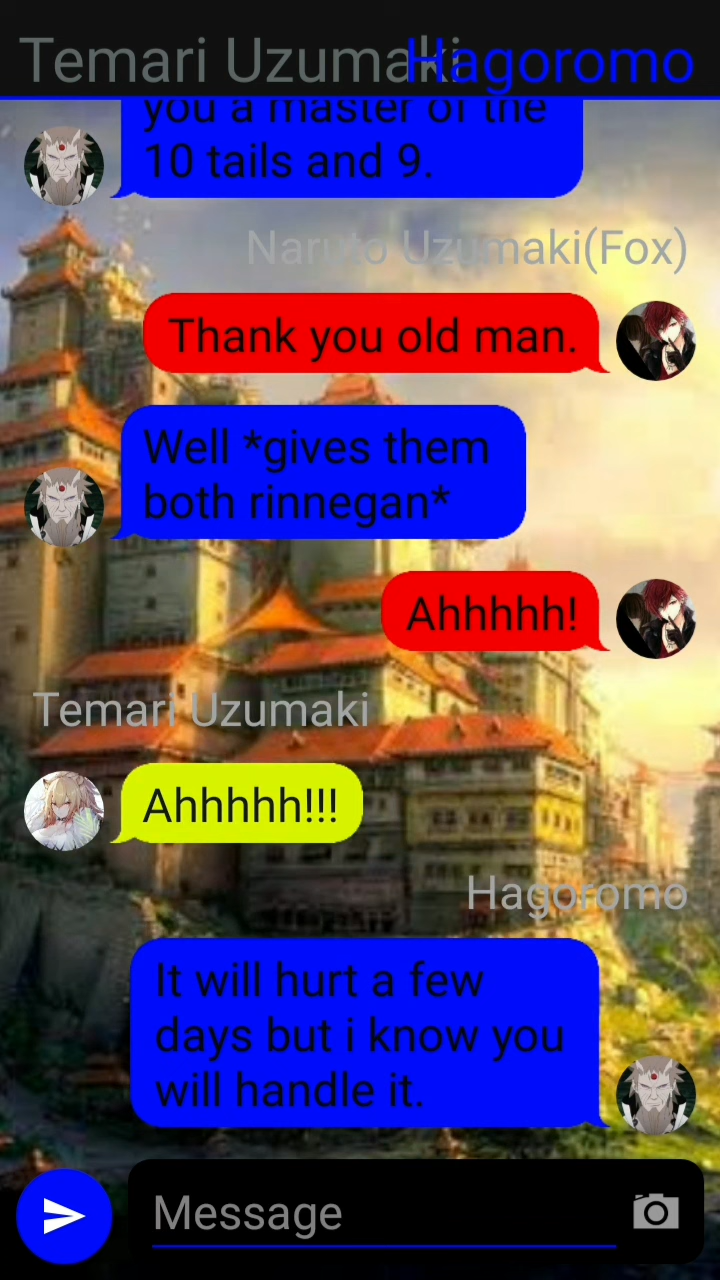 Temari Uzumaki
Hagoromo
you a master of the
10 tails and 9.
Naruto Uzumaki(Fox)
Thank you old man.
Well *gives them
both rinnegan*
Ahhhhh!
Temari Uzumaki
Ahhhhh!!!
Hagoromo
It will hurt a few
days but i know you
will handle it.
Message